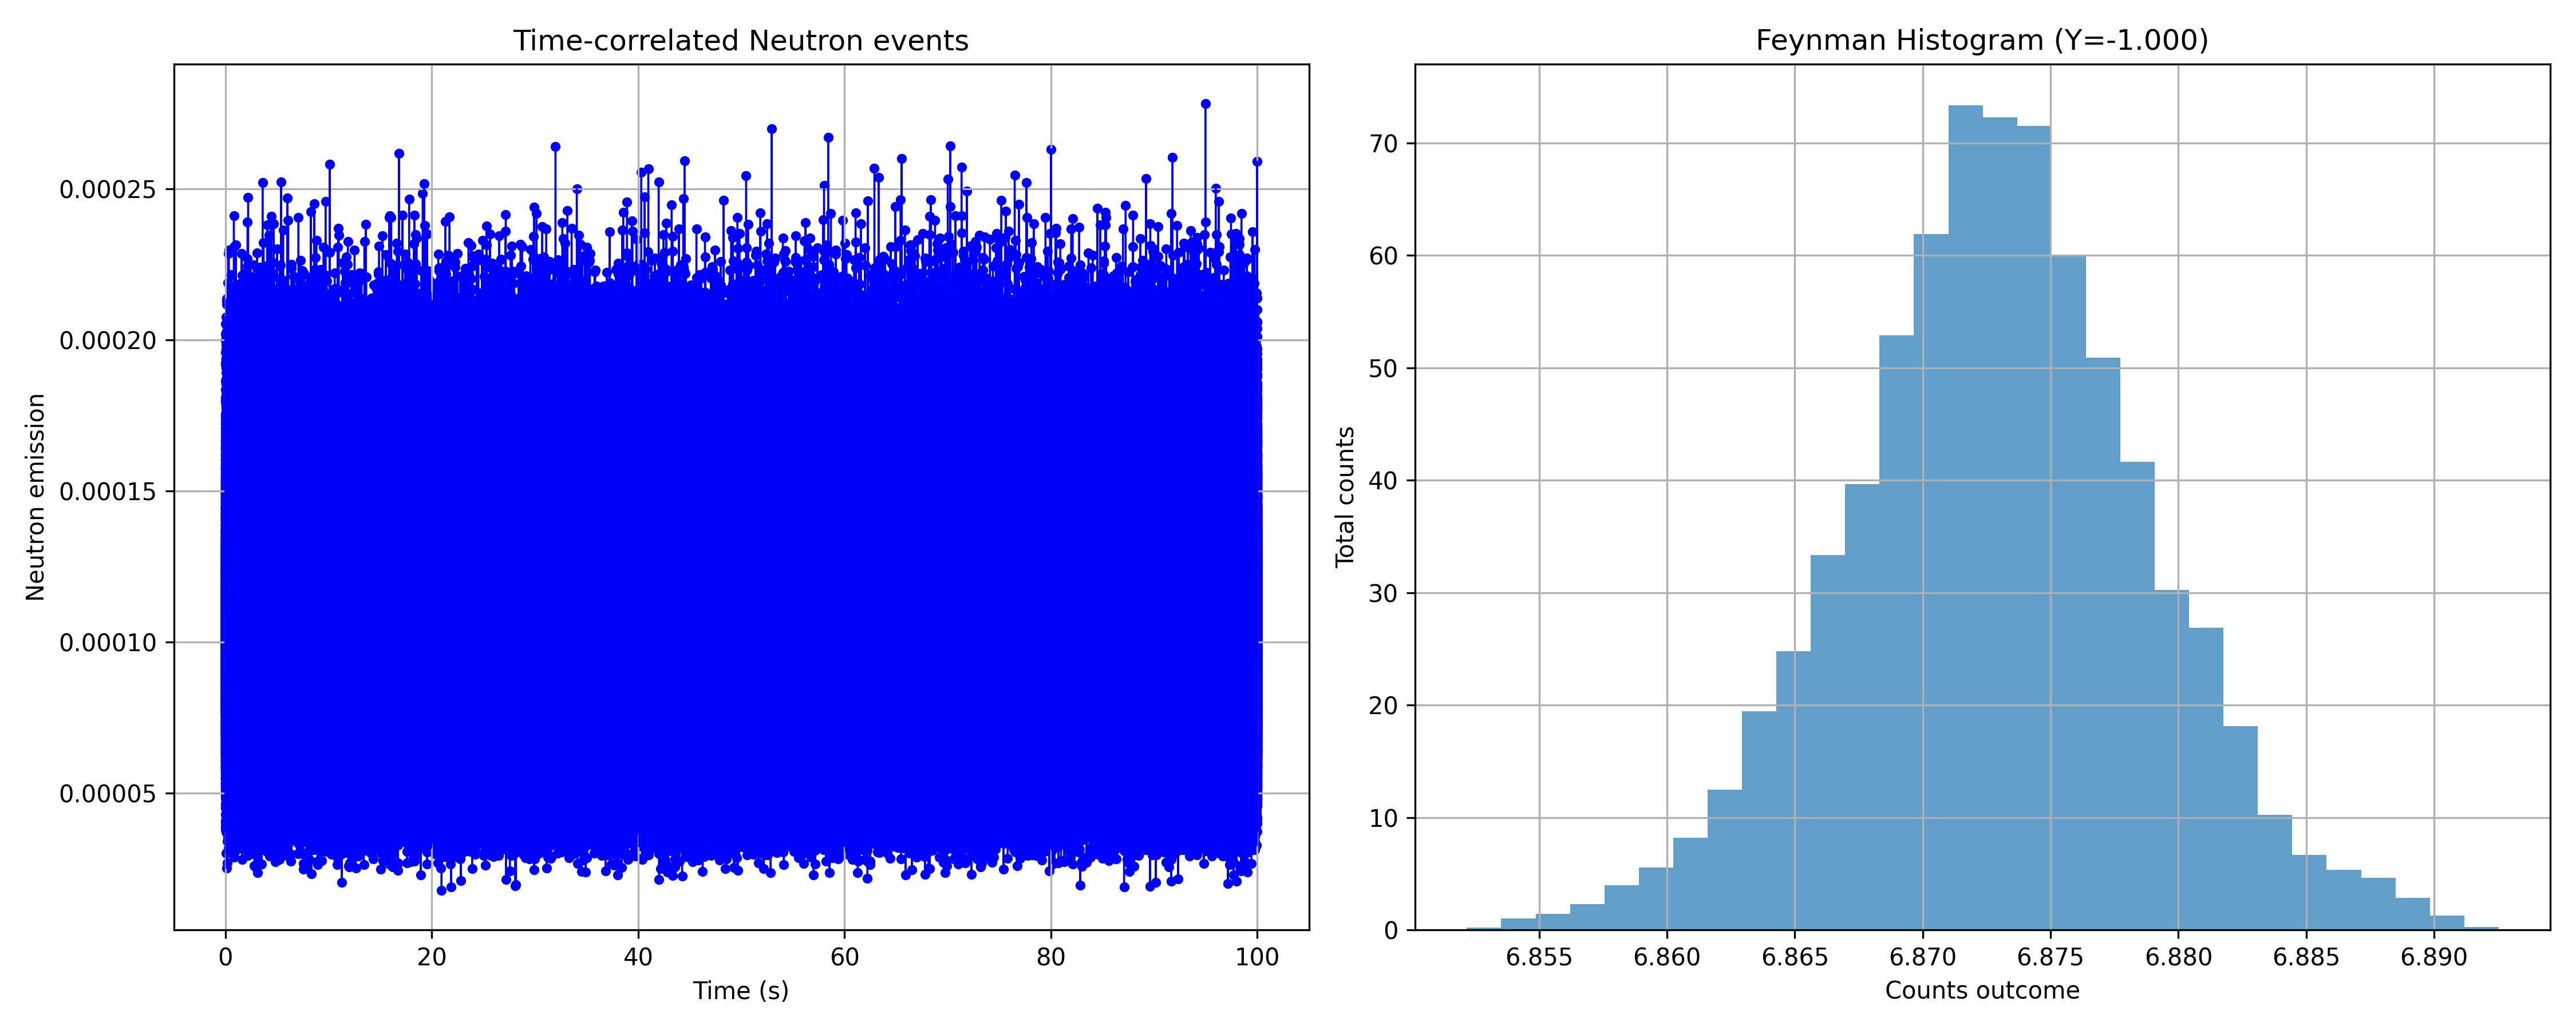 Time-correlated Neutron events
Neutron emission
0.00025
0.00020
0.00015
0.00010
0.00005
0 20 40 60 80 100
Time (s)
Feynman Histogram (Y=-1.000)
Total counts
70
60
50
40
30
20
10
0
6.855 6.860 6.865 6.870 6.875 6.880 6.885 6.890
Counts outcome